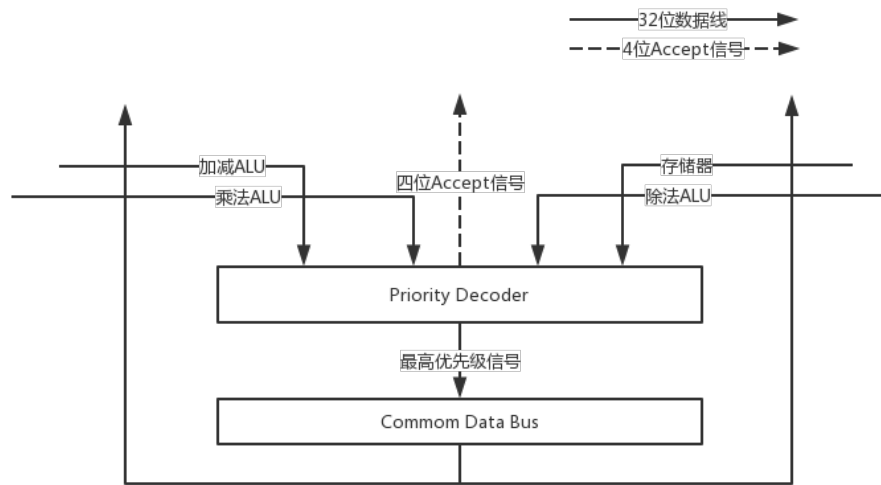 32位数据线
4位Accept信号
加减ALU
存储器
四位Accept信号
乘法ALU
除法ALU
Priority Decoder
最高优先级信号
Commom Data Bus